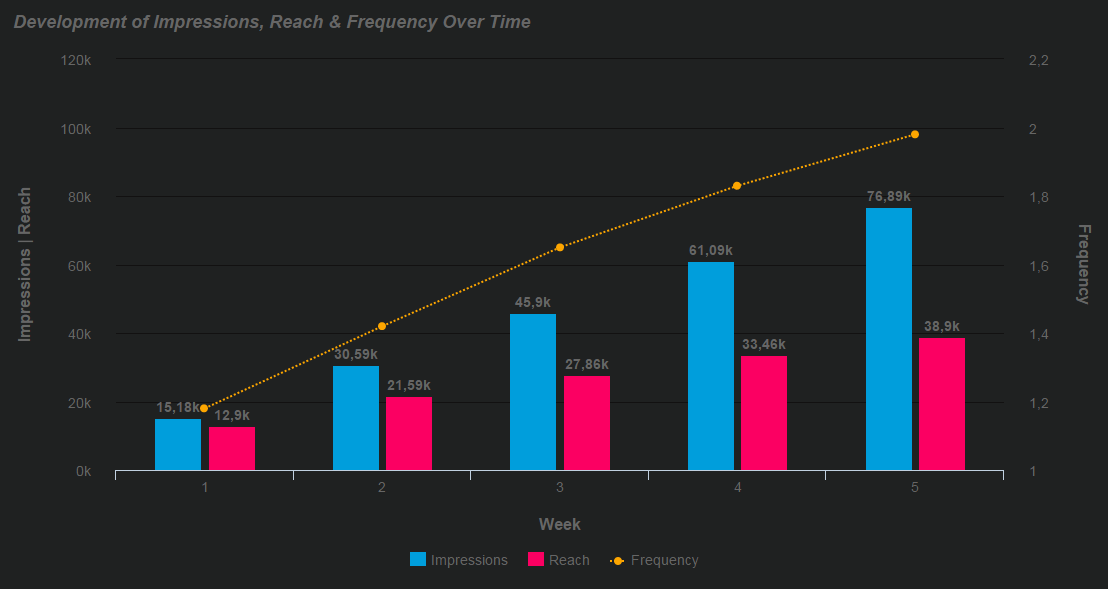 Development of Impressions, Reach & Frequency Over Time
120k
100k
80k
60k
40k
20k
0k
Impressions | Reach
2,2
2
1,8
1,6
1,4
1,2
1
Frequency
15,18k
12,9k
30,59k
21,59k
45,9k
27,86k
61,09k
33,46k
76,89k
38,9k
1 2 3 4 5
Week
Impressions Reach Frequency